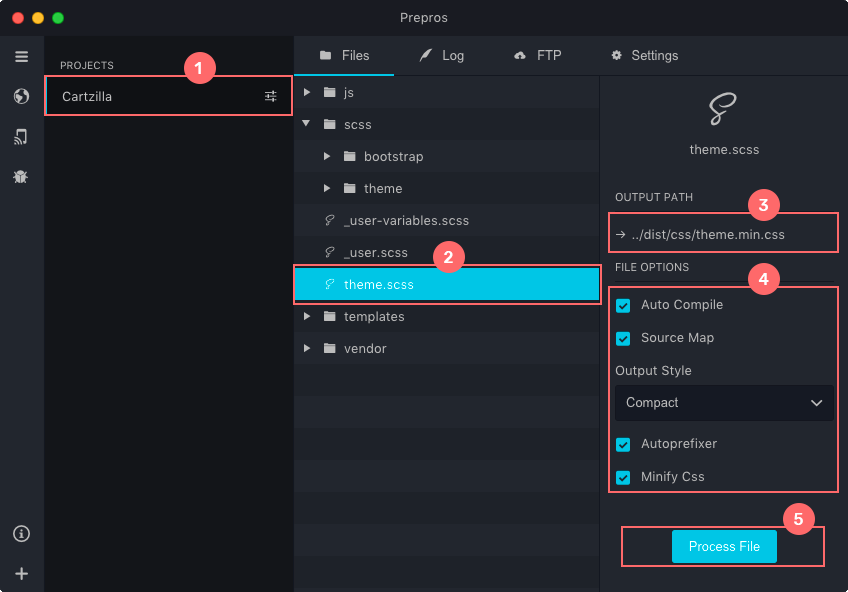 Prepros
PROJECTS
1
Cartzilla
Files
Log
FTP
Settings
js
scss
bootstrap
theme
_user-variables.scss
_user.scss
2
theme.scss
templates
vendor
theme.scss
OUTPUT PATH
3
→ ../dist/css/theme.min.css
FILE OPTIONS
4
Auto Compile
Source Map
Output Style
Compact
Autoprefixer
Minify Css
5
Process File